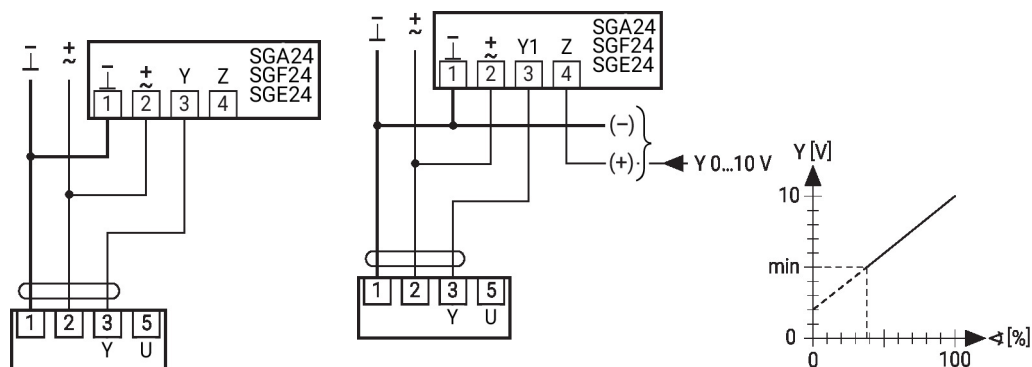 − + SGA24
⊥ ~ SGF24
SGE24
− + Y Z
⊥ ~
1 2 3 4
1 2 3 5
Y U
− + SGA24
⊥ ~ SGF24
SGE24
− + Y1 Z
⊥ ~
1 2 3 4
(−)
(+) Y 0...10 V
1 2 3 5
Y U
Y [V]
10
min
0
0 100
∢ [%]